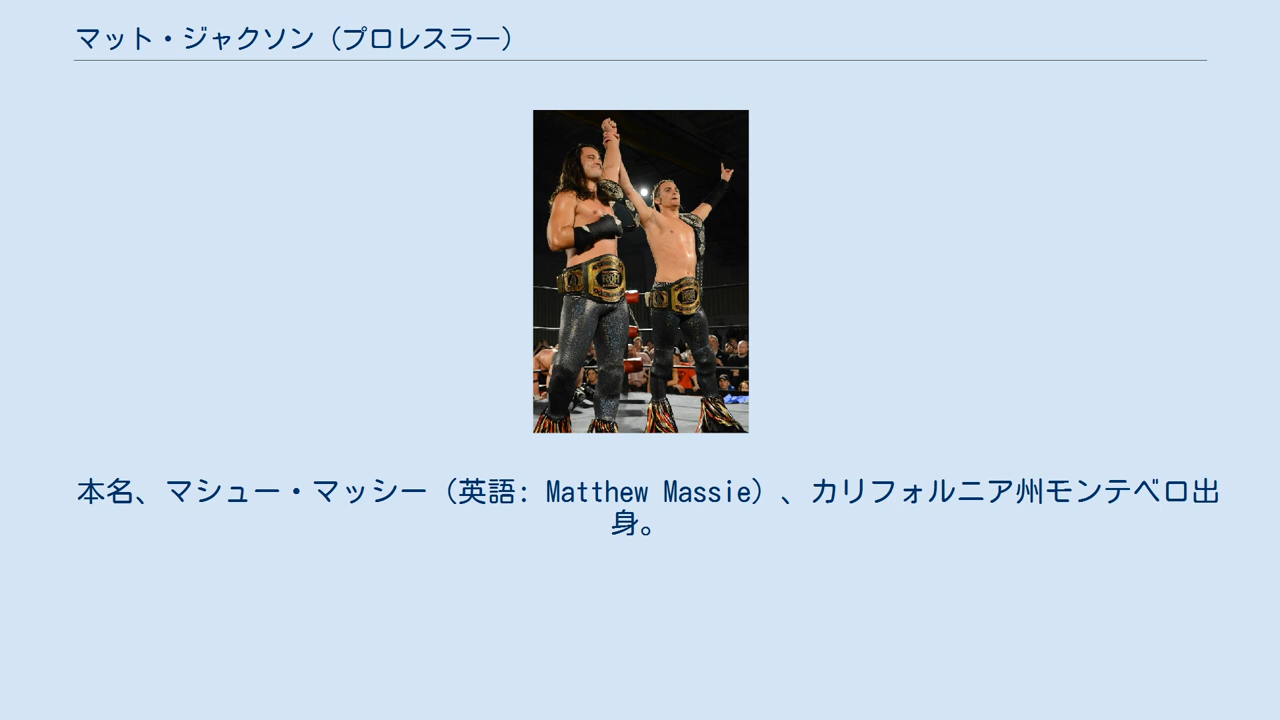 マット・ジャクソン（プロレスラー）
本名、マシュー・マッシー（英語: Matthew Massie）、カリフォルニア州モンテベロ出
身。